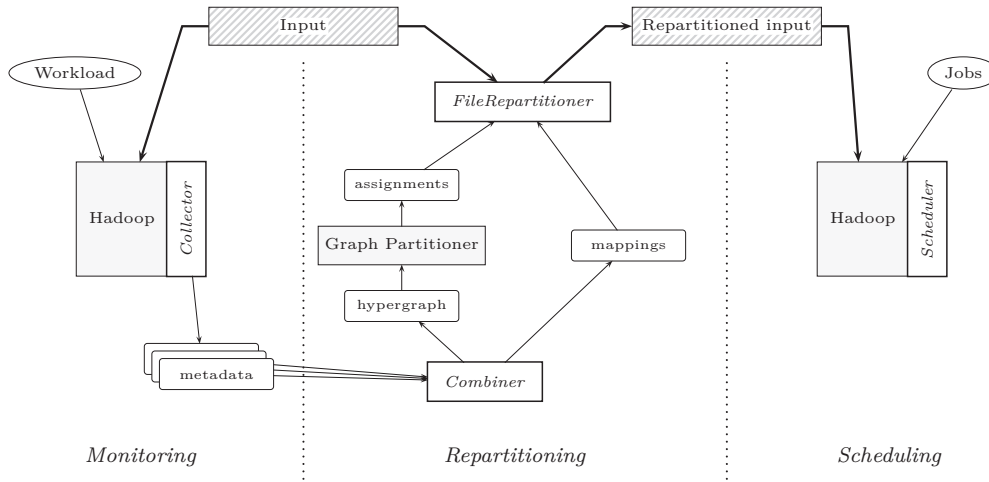 Input
Repartitioned input
Workload
Jobs
FileRepartitioner
assignments
Hadoop
Collector
Graph Partitioner
mappings
Hadoop
Scheduler
hypergraph
metadata
Combiner
Monitoring
Repartitioning
Scheduling